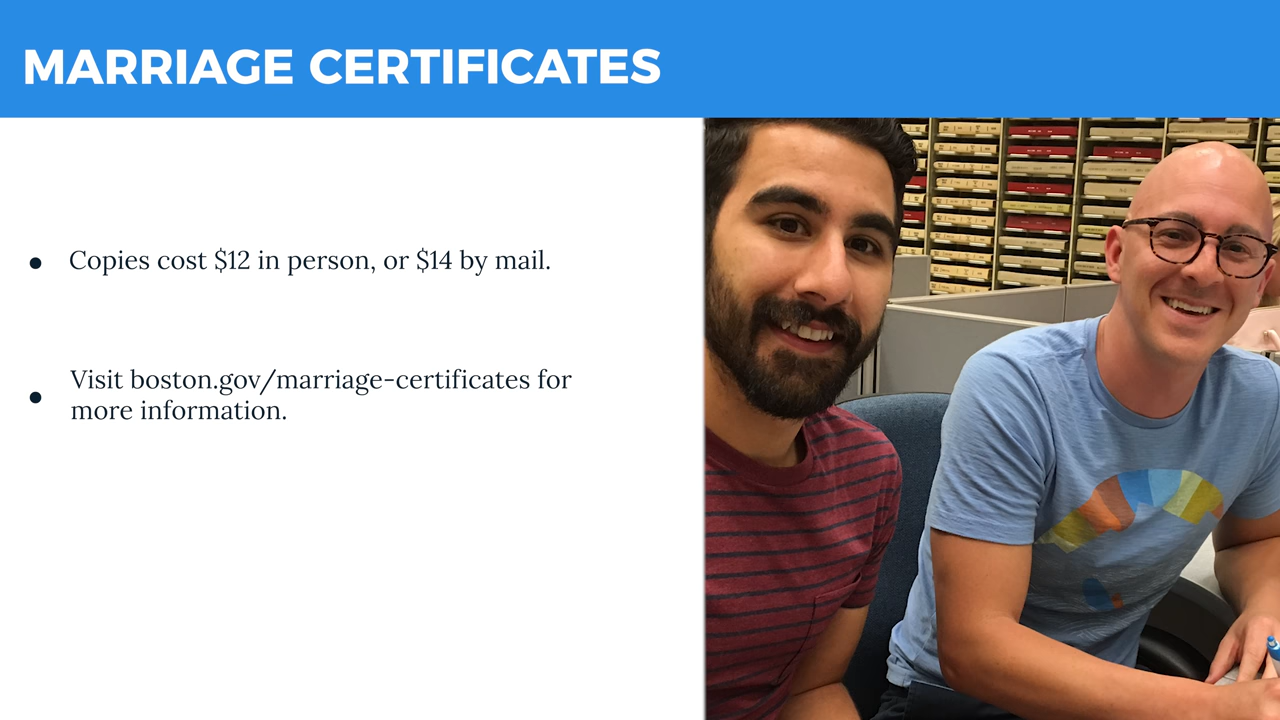 MARRIAGE CERTIFICATES
Copies cost $12 in person, or $14 by mail.
Visit boston.gov/marriage-certificates for
more information.